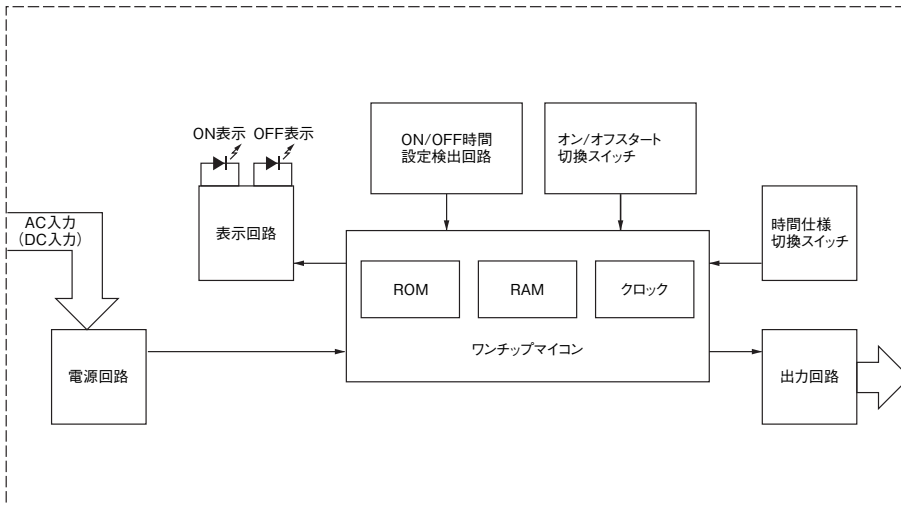 ON表示 OFF表示
ON/OFF時間
設定検出回路
オン/オフスタート
切換スイッチ
AC入力
(DC入力)
表示回路
時間仕様
切換スイッチ
ROM
RAM
クロック
ワンチップマイコン
電源回路
出力回路